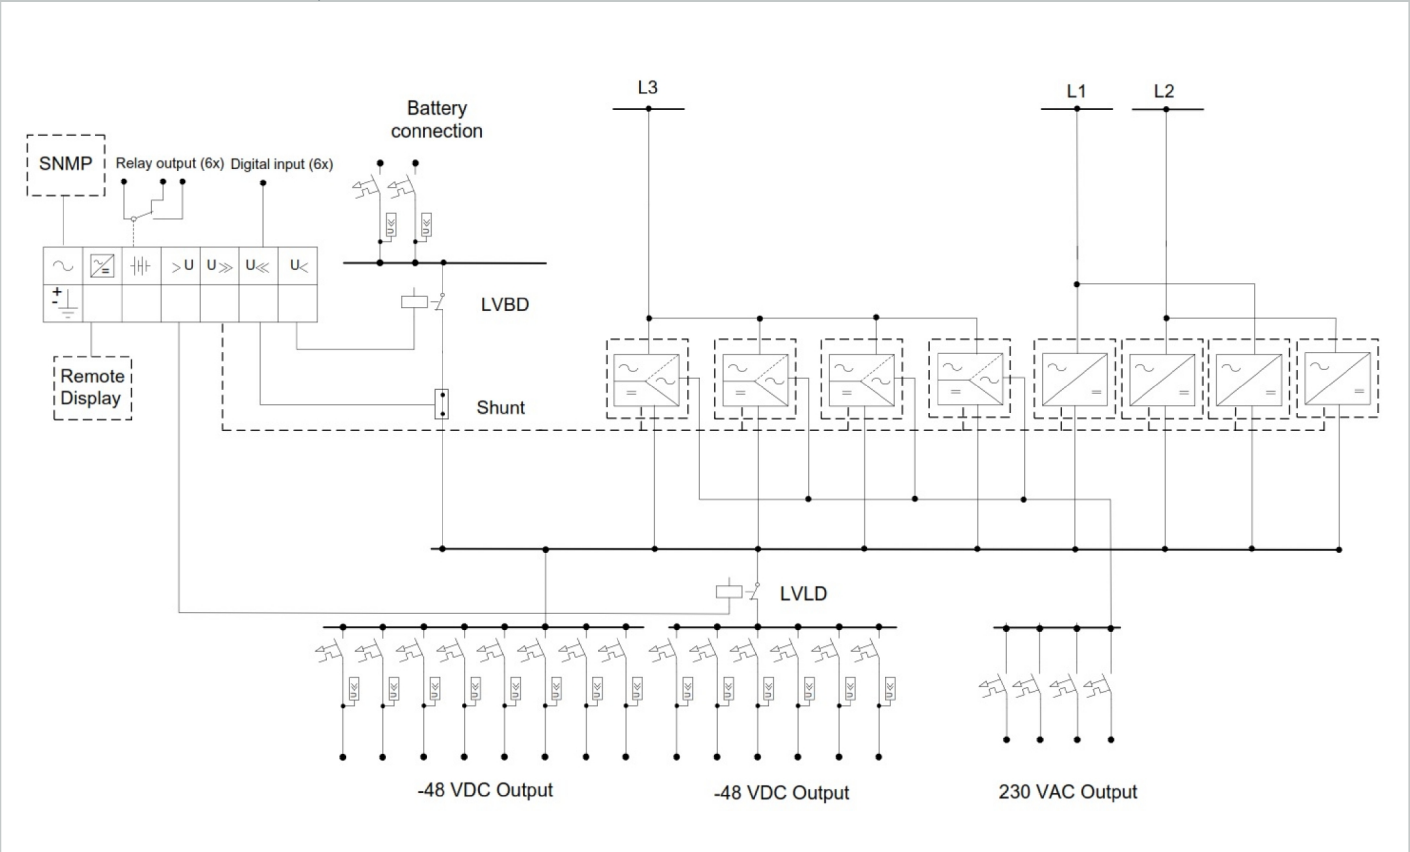 L3
L1
L2
Battery
connection
SNMP
Relay output (6x)
Digital input (6x)
>U
U>>
U<<
U<
+
-
LVBD
Remote
Display
Shunt
LVLD
-48 VDC Output
-48 VDC Output
230 VAC Output